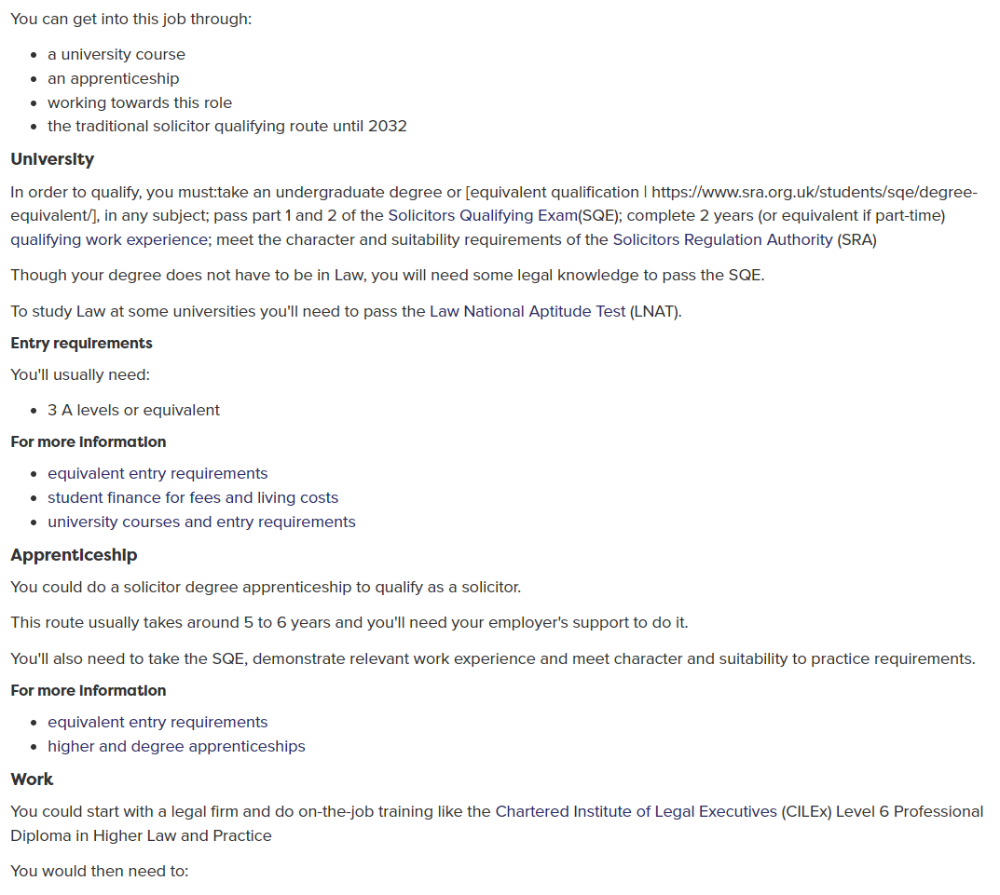 You can get into this job through:
a university course
an apprenticeship
working towards this role
the traditional solicitor qualifying route until 2032
University
In order to qualify, you must:take an undergraduate degree or [equivalent qualification | https://www.sra.org.uk/students/sqe/degree-
equivalent/], in any subject; pass part 1 and 2 of the Solicitors Qualifying Exam(SQE); complete 2 years (or equivalent if part-time)
qualifying work experience; meet the character and suitability requirements of the Solicitors Regulation Authority (SRA)
Though your degree does not have to be in Law, you will need some legal knowledge to pass the SQE.
To study Law at some universities you'll need to pass the Law National Aptitude Test (LNAT).
Entry requirements
You'll usually need:
3 A levels or equivalent
For more information
equivalent entry requirements
student finance for fees and living costs
university courses and entry requirements
Apprenticeship
You could do a solicitor degree apprenticeship to qualify as a solicitor.
This route usually takes around 5 to 6 years and you'll need your employer's support to do it.
You'll also need to take the SQE, demonstrate relevant work experience and meet character and suitability to practice requirements.
For more information
equivalent entry requirements
higher and degree apprenticeships
Work
You could start with a legal firm and do on-the-job training like the Chartered Institute of Legal Executives (CILEx) Level 6 Professional
Diploma in Higher Law and Practice
You would then need to: